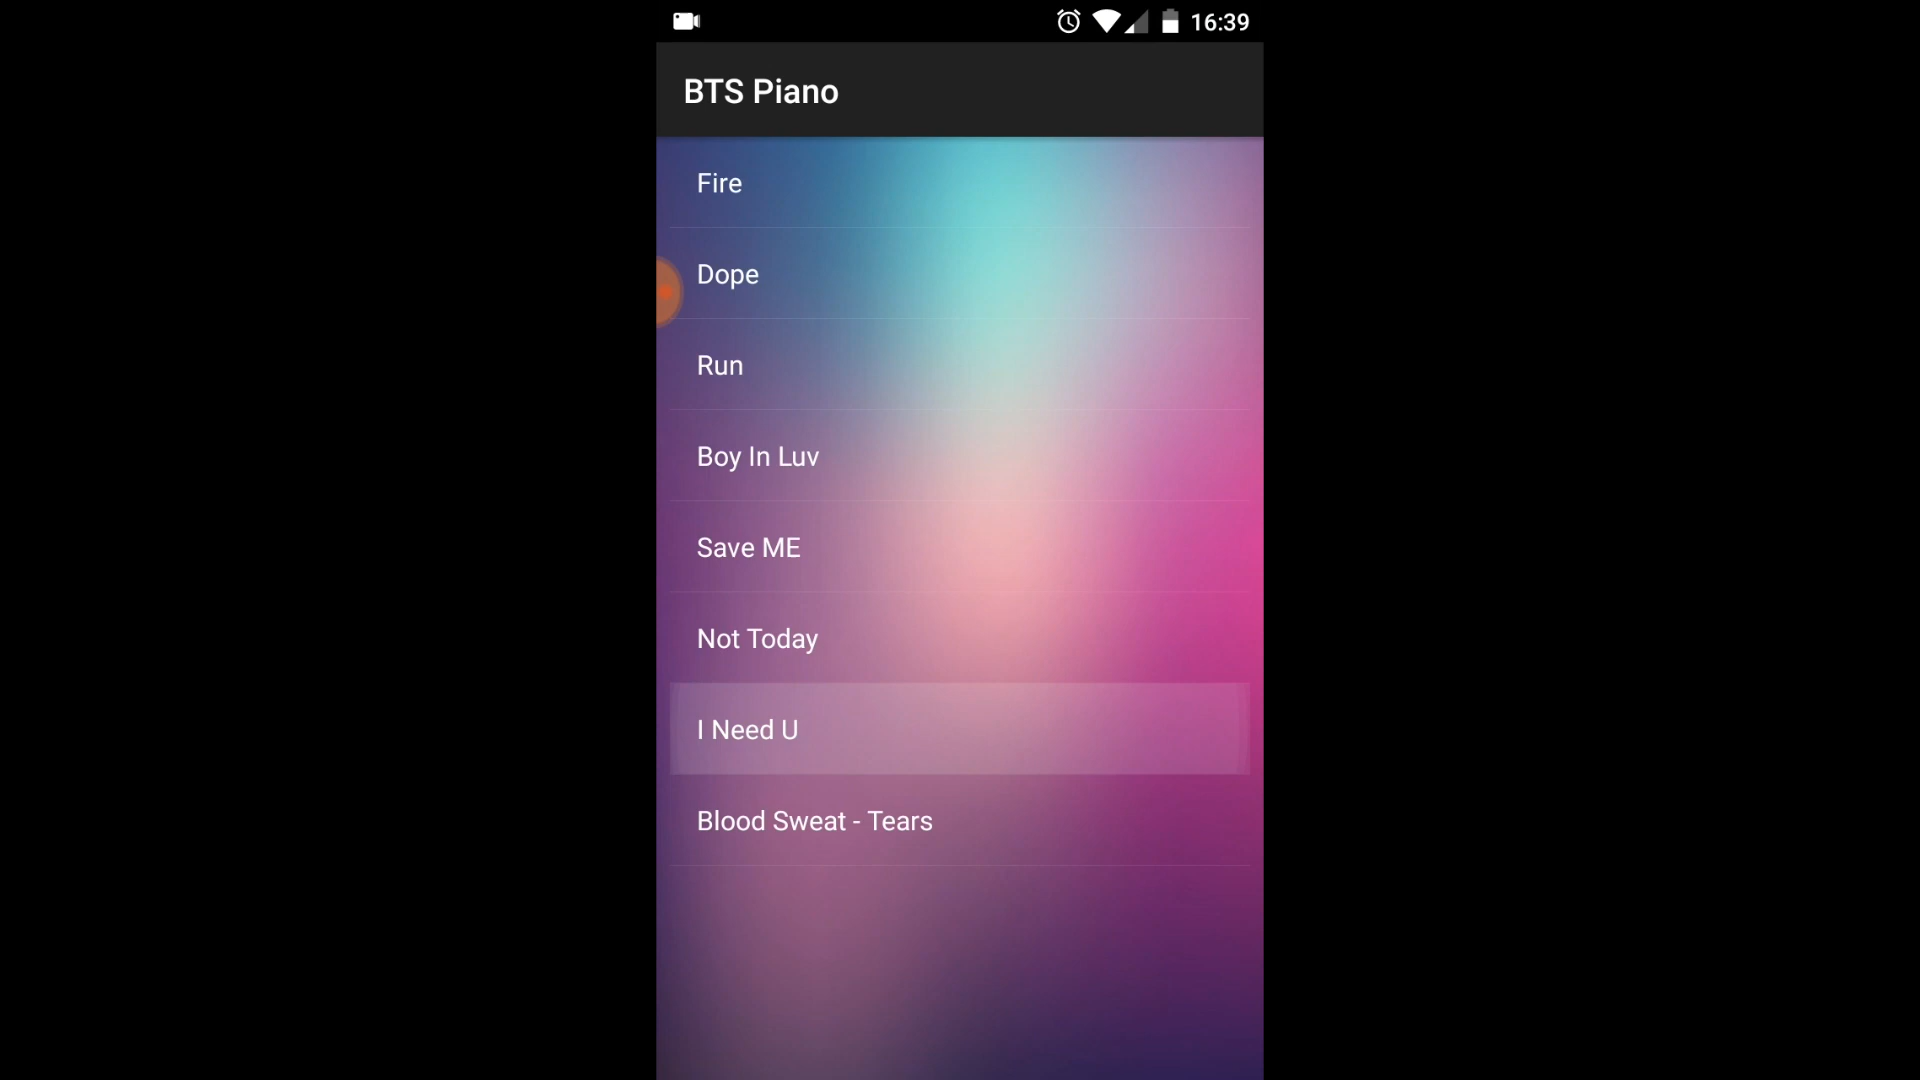 16:39
BTS Piano
Fire
Dope
Run
Boy In Luv
Save ME
Not Today
I Need U
Blood Sweat - Tears